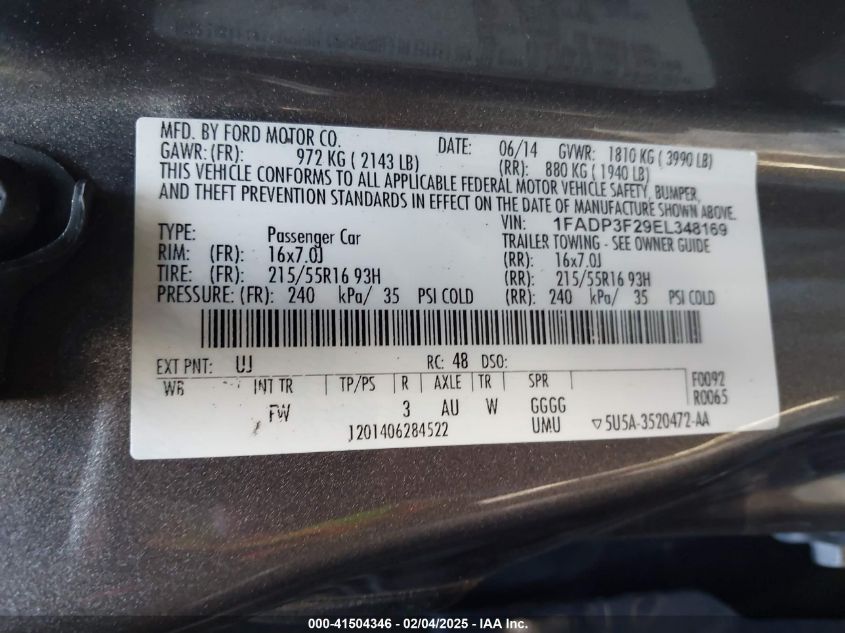 MFD. BY FORD MOTOR CO. DATE: 06/14 GVWR: 1810 KG ( 3990 LB)
GAWR: (FR): 972 KG ( 2143 LB) (RR): 880 KG ( 1940 LB)
THIS VEHICLE CONFORMS TO ALL APPLICABLE FEDERAL MOTOR VEHICLE SAFETY, BUMPER,
AND THEFT PREVENTION STANDARDS IN EFFECT ON THE DATE OF MANUFACTURE SHOWN ABOVE.
VIN: 1FADP3F29EL348169
TYPE: Passenger Car TRAILER TOWING - SEE OWNER GUIDE
RIM: (FR): 16x7.0J (RR): 16x7.0J
TIRE: (FR): 215/55R16 93H (RR): 215/55R16 93H
PRESSURE: (FR): 240 kPa/ 35 PSI COLD (RR): 240 kPa/ 35 PSI COLD
EXT PNT: UJ RC: 48 DSO:
WB INT TR TP/PS R AXLE TR SPR F0092
FW 3 AU W GGGG R0065
J201406284522 UMU ▽5U5A-3520472-AA
000-41504346 - 02/04/2025 - IAA Inc.